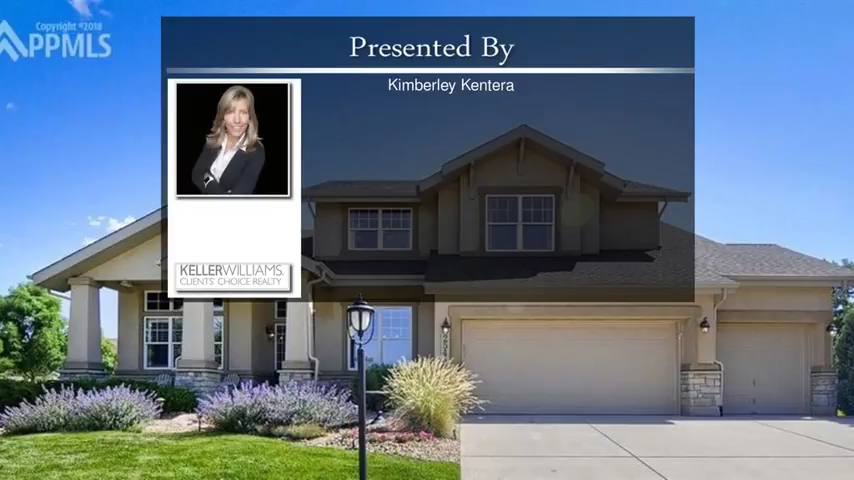 Copyright ©2018
PPMLS
Presented By
Kimberley Kentera
KELLERWILLIAMS.
CLIENTS' CHOICE REALTY